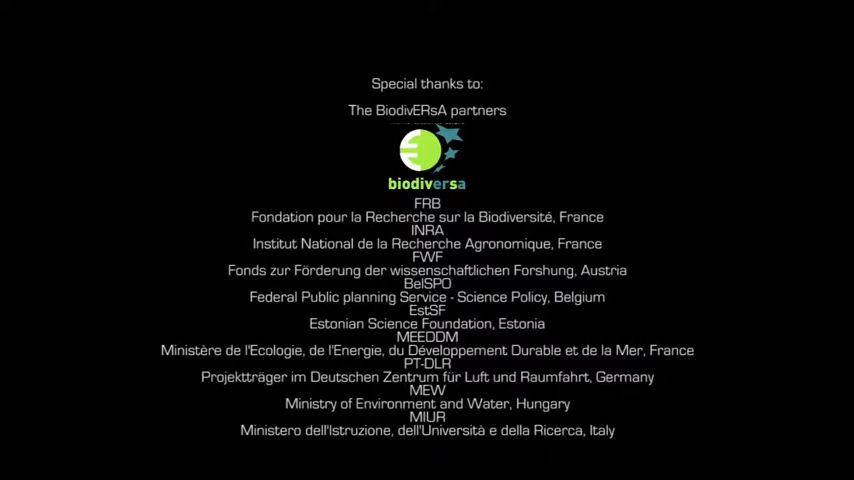 Special thanks to:
The BiodivERsA partners
biodiversa
FRB
Fondation pour la Recherche sur la Biodiversité, France
INRA
Institut National de la Recherche Agronomique, France
FWF
Fonds zur Förderung der wissenschaftlichen Forshung, Austria
BelSPO
Federal Public planning Service - Science Policy, Belgium
EstSF
Estonian Science Foundation, Estonia
MEEDDM
Ministère de l'Ecologie, de l'Energie, du Développement Durable et de la Mer, France
PT-DLR
Projektträger im Deutschen Zentrum für Luft und Raumfahrt, Germany
MEW
Ministry of Environment and Water, Hungary
MIUR
Ministero dell'Istruzione, dell'Università e della Ricerca, Italy